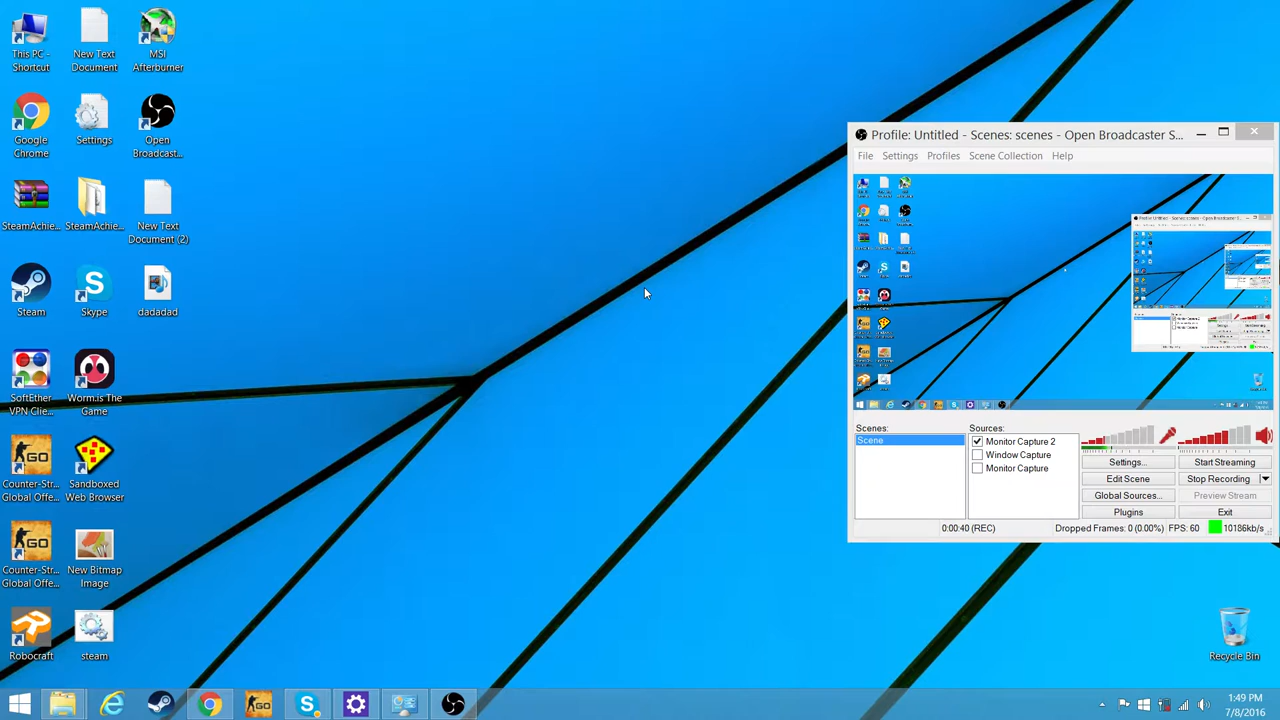 This PC -
Shortcut
New Text
Document
MSI
Afterburner
Google
Chrome
Settings
Open
Broadcast...
SteamAchie...
SteamAchie...
New Text
Document (2)
Steam
Skype
dadadad
SoftEther
VPN Clie...
Worm.is The
Game
Counter-Str...
Global Offe...
Sandboxed
Web Browser
Counter-Str...
Global Offe...
New Bitmap
Image
Robocraft
steam
Profile: Untitled - Scenes: scenes - Open Broadcaster S...
File Settings Profiles Scene Collection Help
Scenes:
Scene
Sources:
Monitor Capture 2
Window Capture
Monitor Capture
Settings...
Start Streaming
Edit Scene
Stop Recording
Global Sources...
Preview Stream
Plugins
Exit
0:00:40 (REC)
Dropped Frames: 0 (0.00%) FPS: 60 10186kb/s
Recycle Bin
1:49 PM
7/8/2016